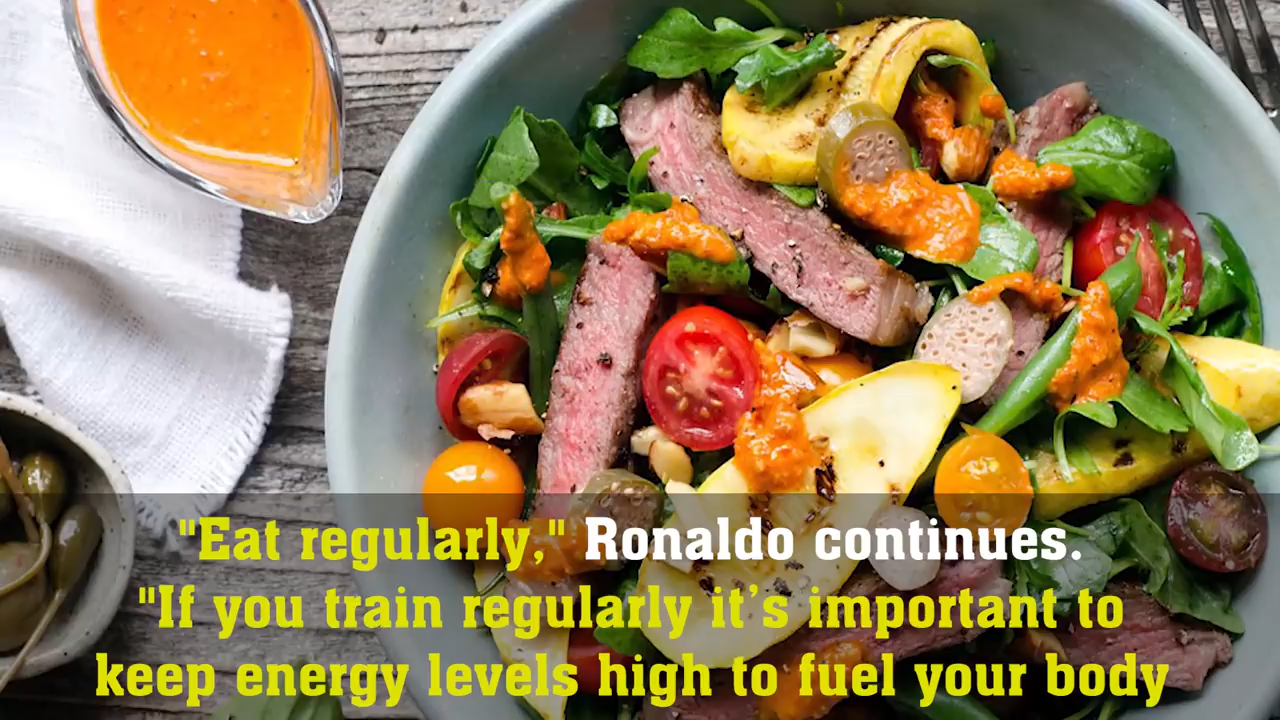 "Eat regularly," Ronaldo continues.
"If you train regularly it’s important to
keep energy levels high to fuel your body